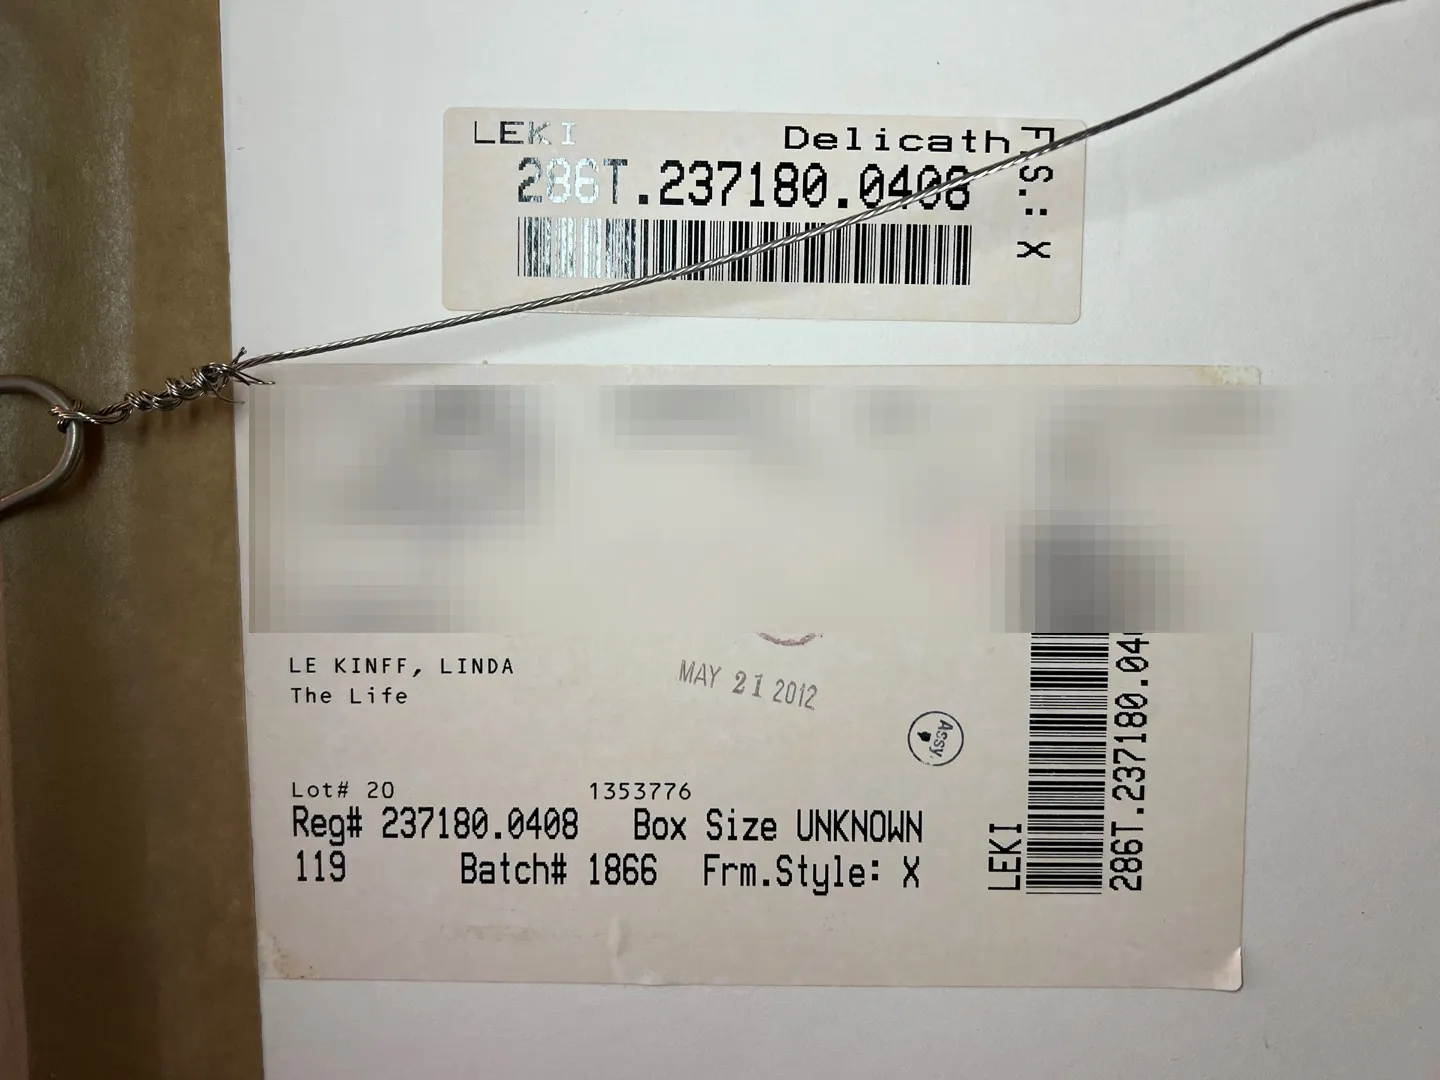 LEKI Delicath
286T.237180.0408
F.S.: X
LE KINFF, LINDA
The Life
MAY 21 2012
Assy.
Lot# 20 1353776
Reg# 237180.0408 Box Size UNKNOWN
119 Batch# 1866 Frm.Style: X
LEKI
286T.237180.04